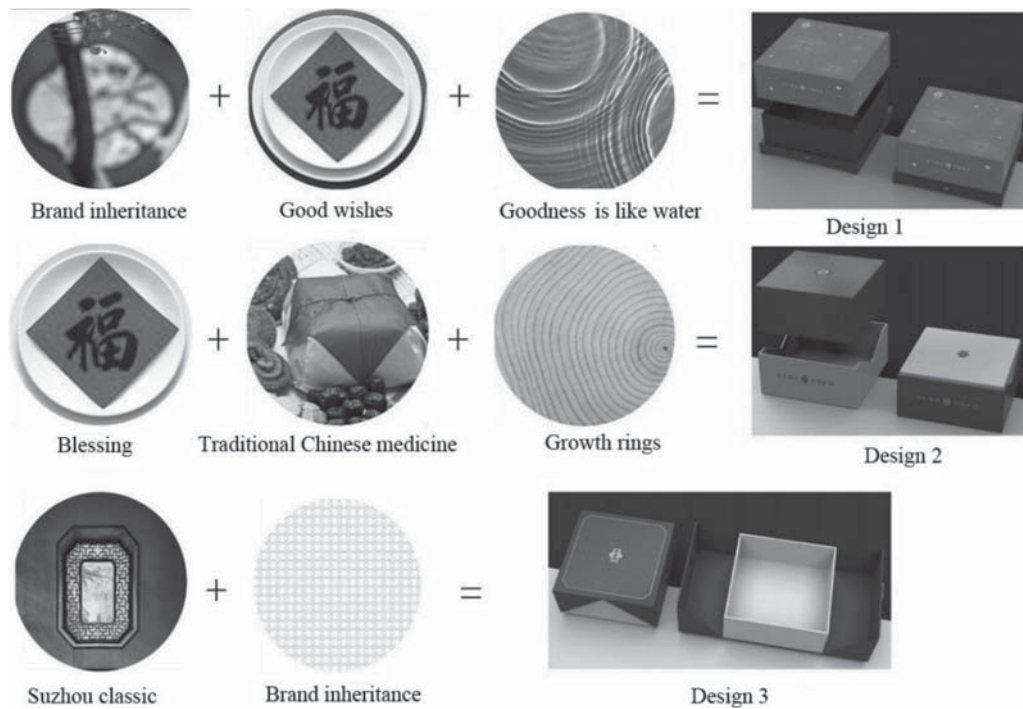 福
+
+
=
Brand inheritance
Good wishes
Goodness is like water
Design 1
福
+
+
=
Blessing
Traditional Chinese medicine
Growth rings
Design 2
+
=
Suzhou classic
Brand inheritance
Design 3